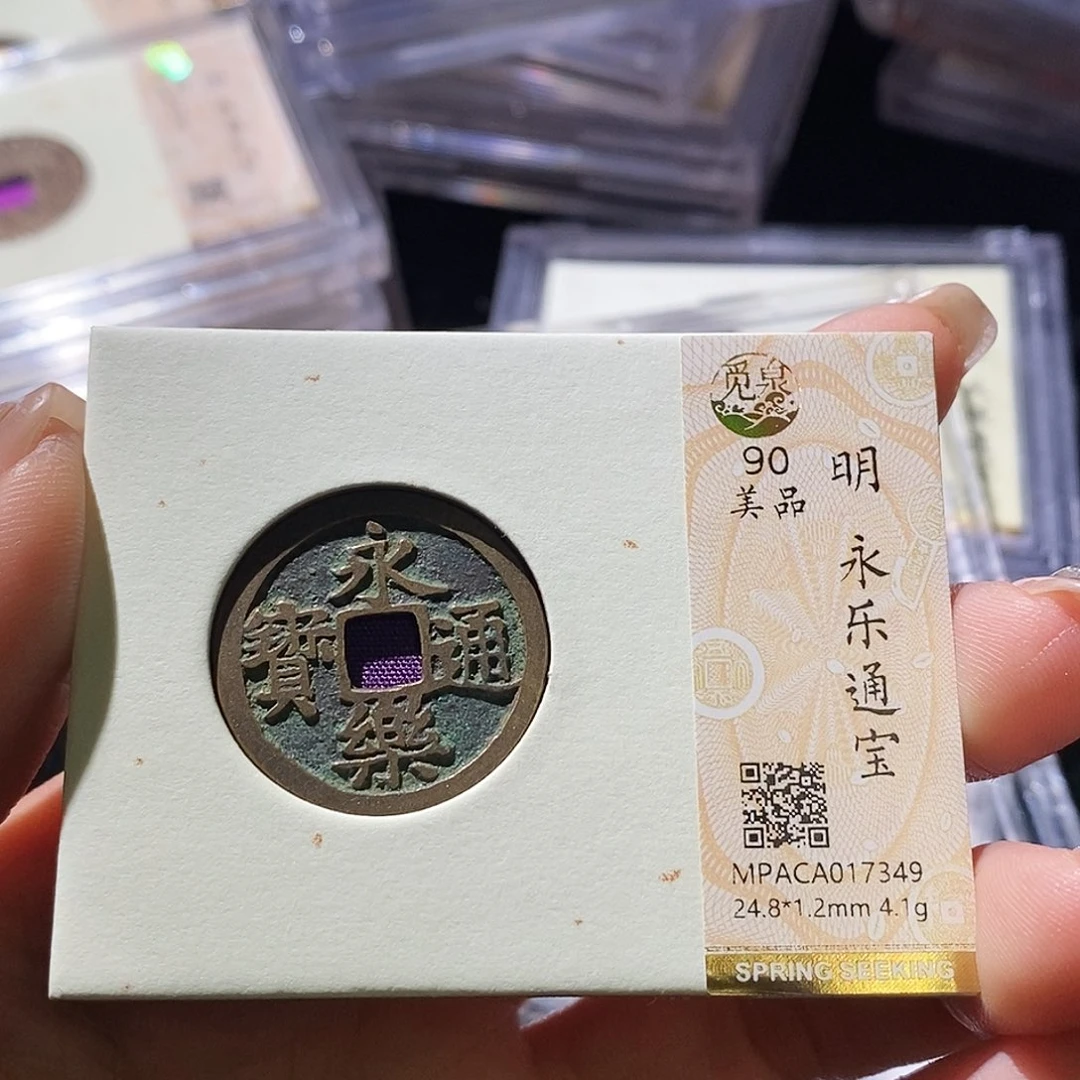 永
樂
通
寶
觅泉
90
美品
明
永乐通宝
MPACA017349
24.8*1.2mm 4.1g
SPRING SEEKING